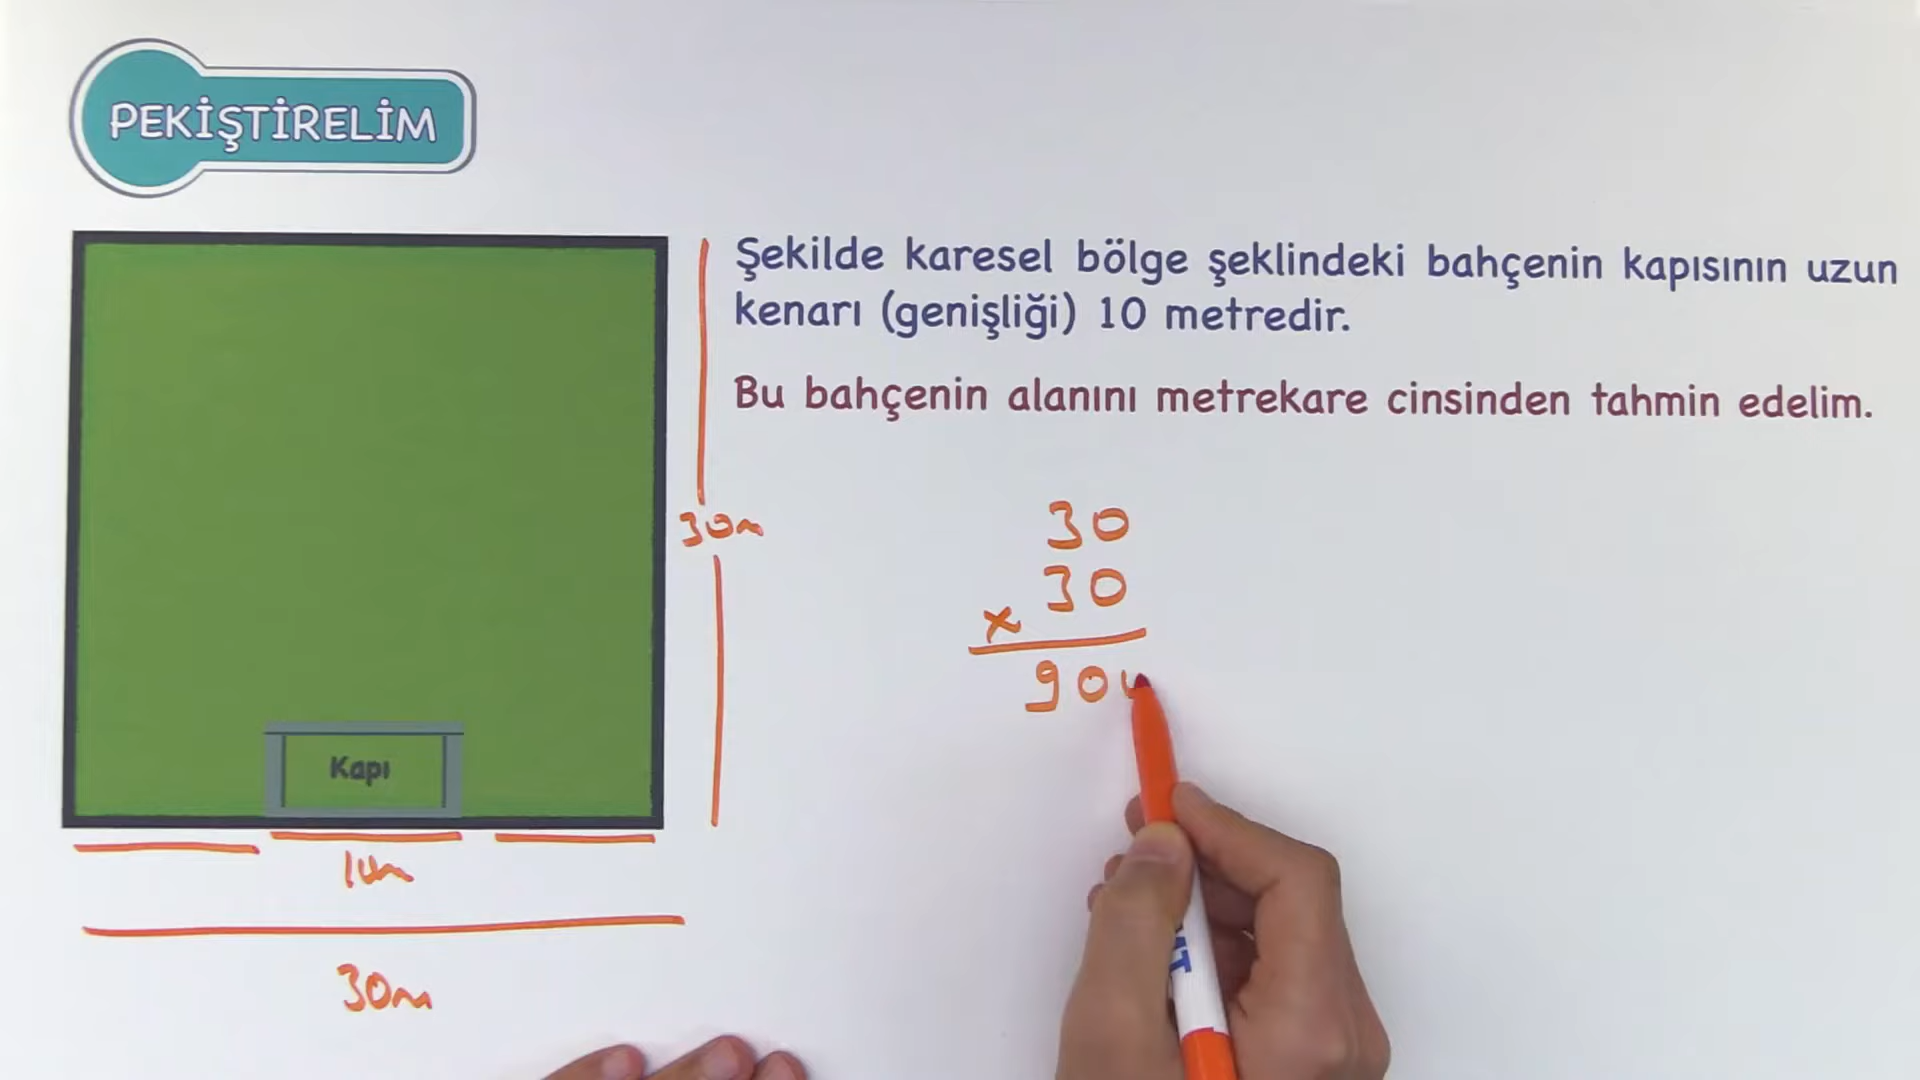 PEKİŞTİRELİM
Şekilde karesel bölge şeklindeki bahçenin kapısının uzun
kenarı (genişliği) 10 metredir.
Bu bahçenin alanını metrekare cinsinden tahmin edelim.
30m
30
x 30
90
Kapı
10m
30m